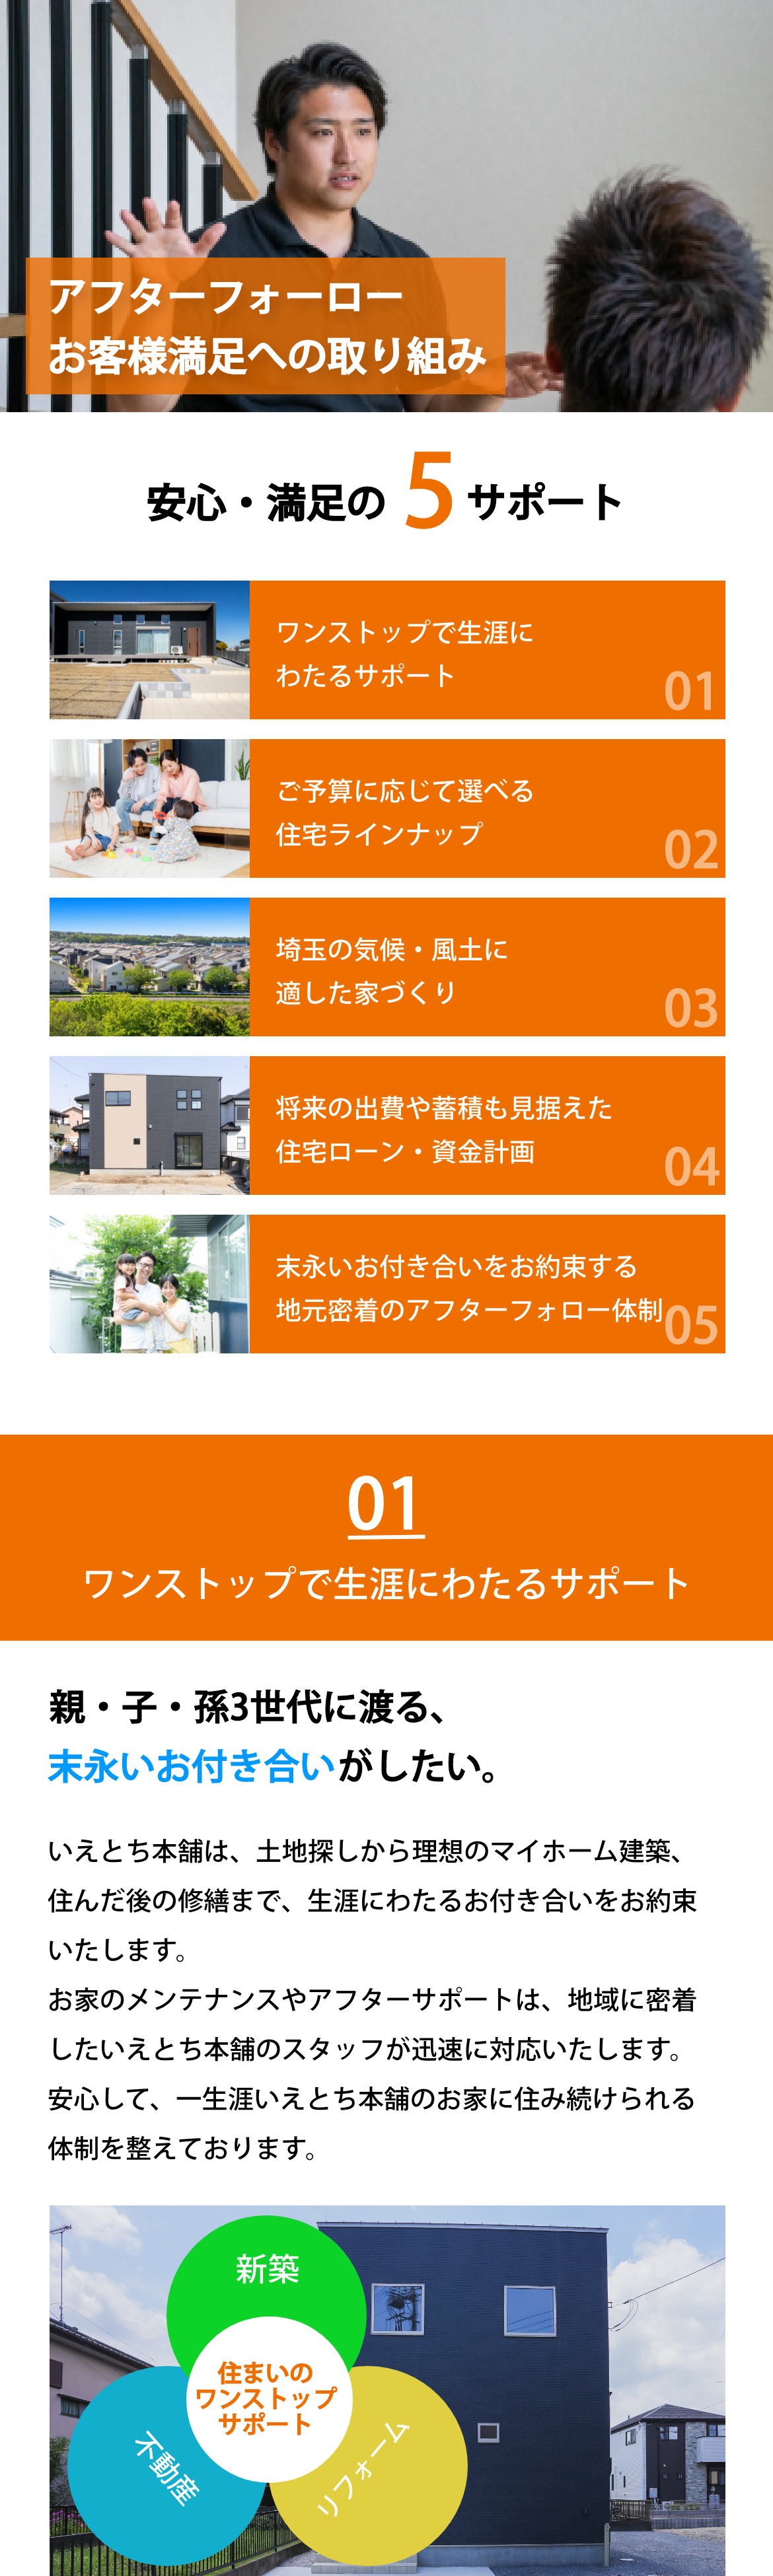 アフターフォーロー
お客様満足への取り組み
安心・満足の5サポート
ワンストップで生涯に
わたるサポート
01
ご予算に応じて選べる
住宅ラインナップ
02
埼玉の気候・風土に
適した家づくり
03
将来の出費や蓄積も見据えた
住宅ローン・資金計画
04
末永いお付き合いをお約束する
地元密着のアフターフォロー体制
05
01
ワンストップで生涯にわたるサポート
親・子・孫3世代に渡る、
末永いお付き合いがしたい。
いえとち本舗は、土地探しから理想のマイホーム建築、
住んだ後の修繕まで、生涯にわたるお付き合いをお約束
いたします。
お家のメンテナンスやアフターサポートは、地域に密着
したいえとち本舗のスタッフが迅速に対応いたします。
安心して、一生涯いえとち本舗のお家に住み続けられる
体制を整えております。
新築
住まいの
ワンストップ
サポート
不動産
リフォーム